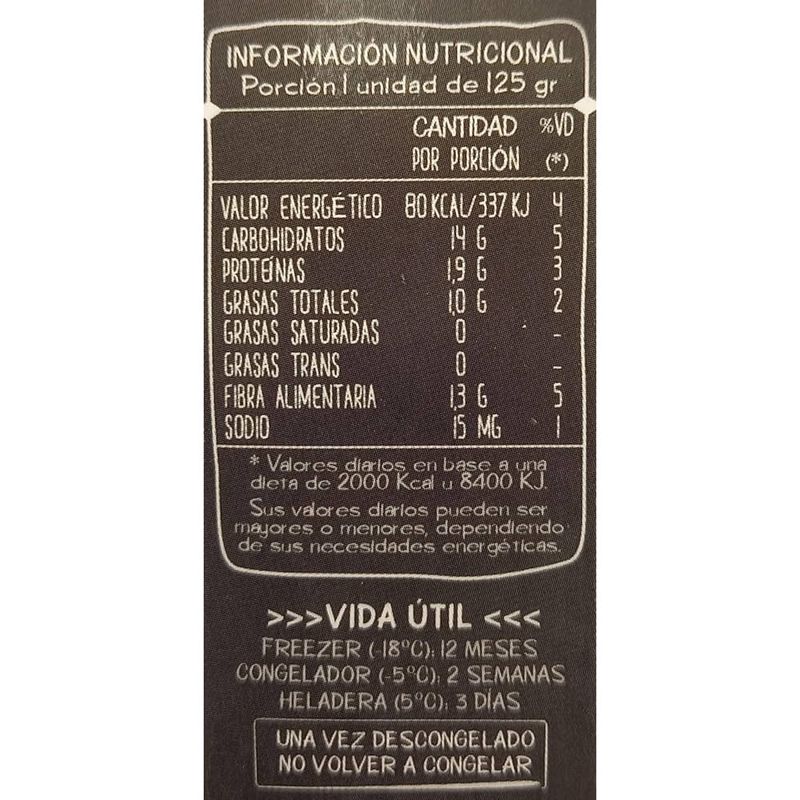 INFORMACIÓN NUTRICIONAL
Porción 1 unidad de 125 gr
CANTIDAD %VD
POR PORCIÓN (*)
VALOR ENERGÉTICO 80 KCAL/337 KJ 4
CARBOHIDRATOS 14 G 5
PROTEÍNAS 1,9 G 3
GRASAS TOTALES 1,0 G 2
GRASAS SATURADAS 0 -
GRASAS TRANS 0 -
FIBRA ALIMENTARIA 1,3 G 5
SODIO 15 MG 1
* Valores diarios en base a una
dieta de 2000 Kcal u 8400 KJ.
Sus valores diarios pueden ser
mayores o menores, dependiendo
de sus necesidades energéticas.
>>>VIDA ÚTIL <<<
FREEZER (-18°C): 12 MESES
CONGELADOR (-5°C): 2 SEMANAS
HELADERA (5°C): 3 DÍAS
UNA VEZ DESCONGELADO
NO VOLVER A CONGELAR